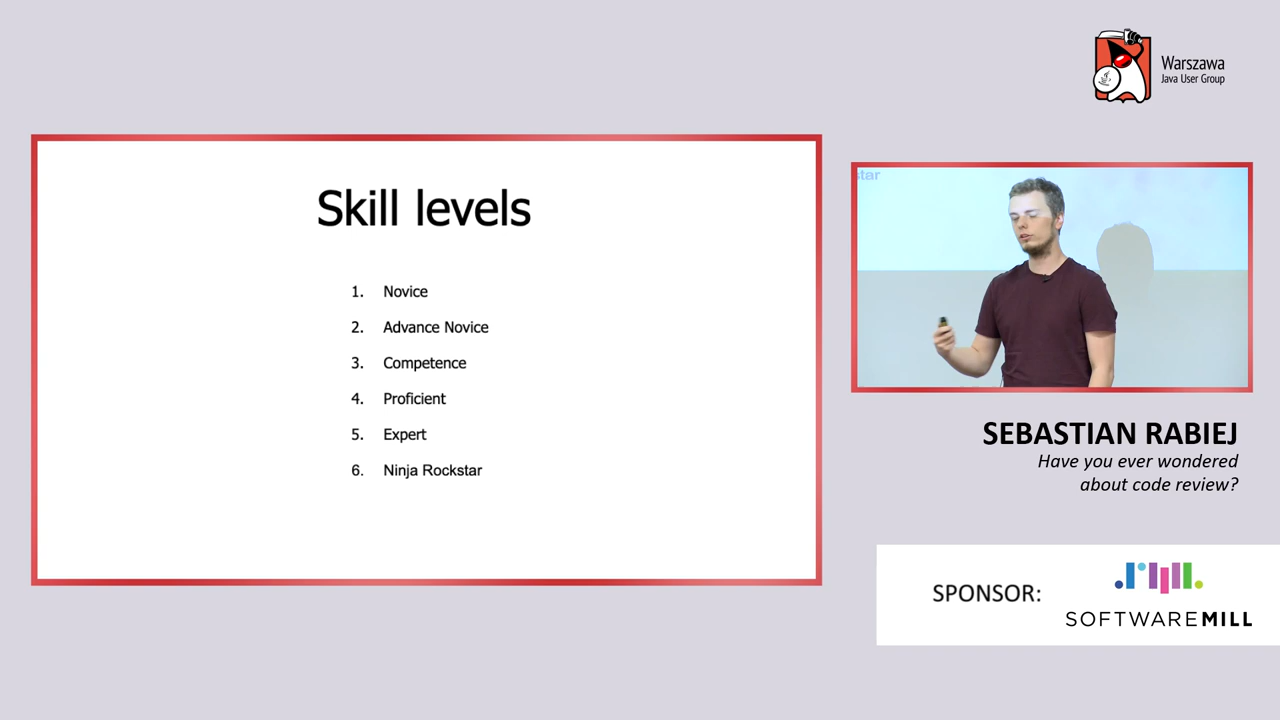 Warszawa
Java User Group
Skill levels
1. Novice
2. Advance Novice
3. Competence
4. Proficient
5. Expert
6. Ninja Rockstar
star
SEBASTIAN RABIEJ
Have you ever wondered
about code review?
SPONSOR:
SOFTWAREMILL